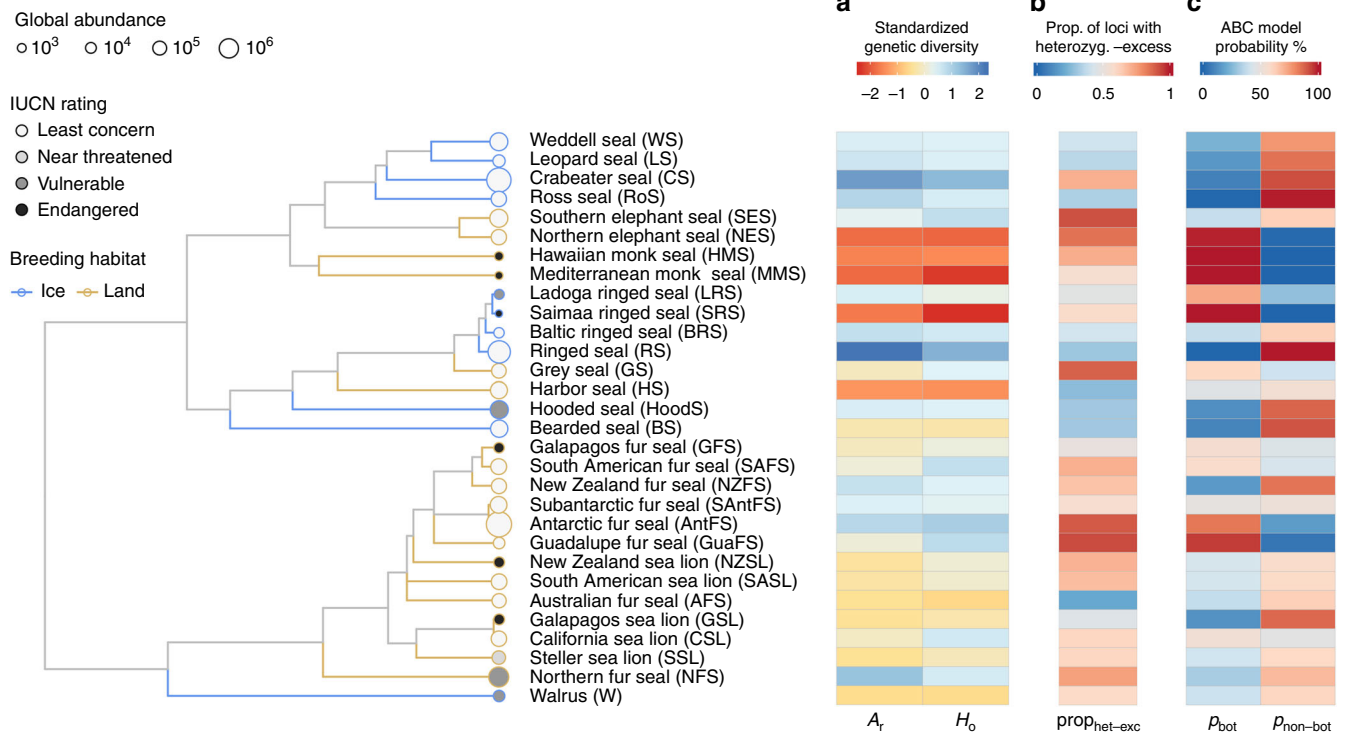 a
b
c
Global abundance
10³ 10⁴ 10⁵ 10⁶
Standardized
genetic diversity
Prop. of loci with
heterozyg. –excess
ABC model
probability %
–2 –1 0 1 2
0 0.5 1
0 50 100
IUCN rating
Least concern
Near threatened
Vulnerable
Endangered
Breeding habitat
Ice Land
Weddell seal (WS)
Leopard seal (LS)
Crabeater seal (CS)
Ross seal (RoS)
Southern elephant seal (SES)
Northern elephant seal (NES)
Hawaiian monk seal (HMS)
Mediterranean monk seal (MMS)
Ladoga ringed seal (LRS)
Saimaa ringed seal (SRS)
Baltic ringed seal (BRS)
Ringed seal (RS)
Grey seal (GS)
Harbor seal (HS)
Hooded seal (HoodS)
Bearded seal (BS)
Galapagos fur seal (GFS)
South American fur seal (SAFS)
New Zealand fur seal (NZFS)
Subantarctic fur seal (SAntFS)
Antarctic fur seal (AntFS)
Guadalupe fur seal (GuaFS)
New Zealand sea lion (NZSL)
South American sea lion (SASL)
Australian fur seal (AFS)
Galapagos sea lion (GSL)
California sea lion (CSL)
Steller sea lion (SSL)
Northern fur seal (NFS)
Walrus (W)
Ar Ho prophet–exc pbot pnon–bot